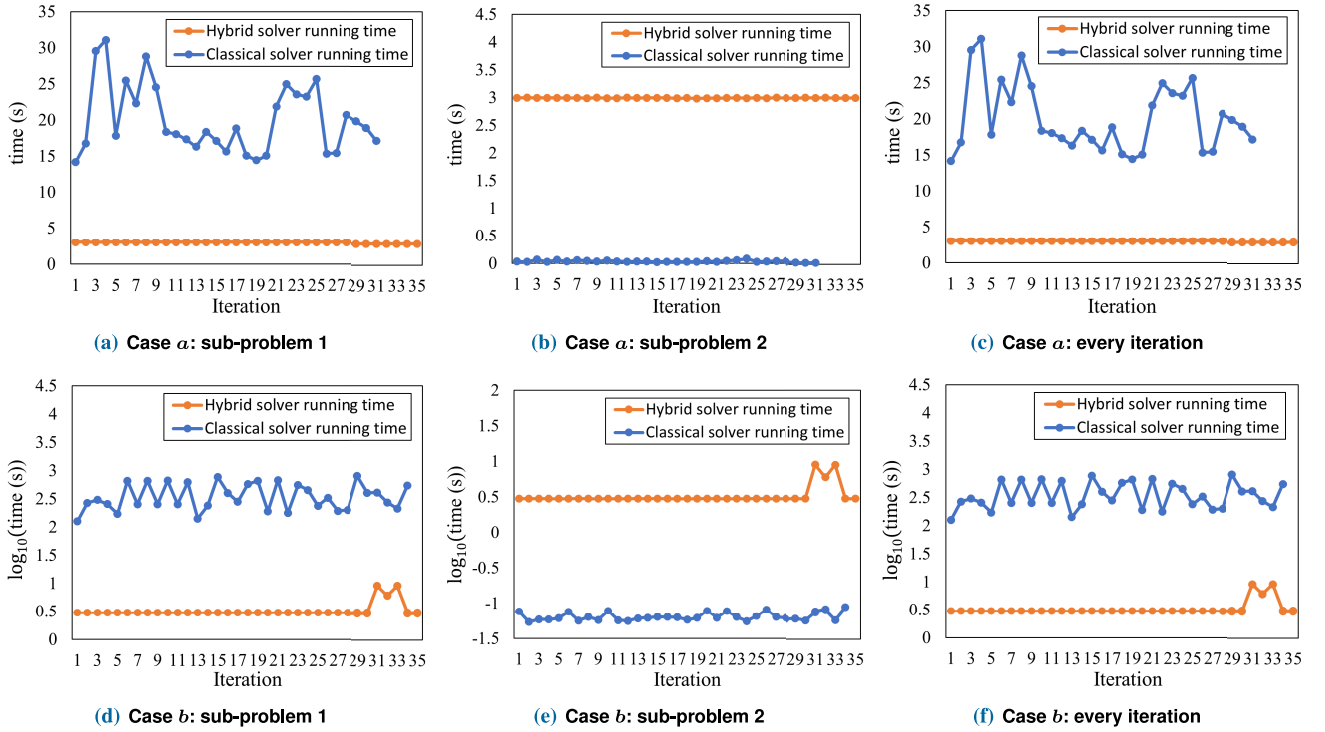 35
30
25
20
15
10
5
0
time (s)
Hybrid solver running time
Classical solver running time
1 3 5 7 9 11 13 15 17 19 21 23 25 27 29 31 33 35
Iteration
(a) Case a: sub-problem 1
4.5
4
3.5
3
2.5
2
1.5
1
0.5
0
time (s)
Hybrid solver running time
Classical solver running time
1 3 5 7 9 11 13 15 17 19 21 23 25 27 29 31 33 35
Iteration
(b) Case a: sub-problem 2
35
30
25
20
15
10
5
0
time (s)
Hybrid solver running time
Classical solver running time
1 3 5 7 9 11 13 15 17 19 21 23 25 27 29 31 33 35
Iteration
(c) Case a: every iteration
4.5
4
3.5
3
2.5
2
1.5
1
0.5
0
log₁₀(time (s))
Hybrid solver running time
Classical solver running time
1 3 5 7 9 11 13 15 17 19 21 23 25 27 29 31 33 35
Iteration
(d) Case b: sub-problem 1
2
1.5
1
0.5
0
-0.5
-1
-1.5
log₁₀(time (s))
Hybrid solver running time
Classical solver running time
1 3 5 7 9 11 13 15 17 19 21 23 25 27 29 31 33 35
Iteration
(e) Case b: sub-problem 2
4.5
4
3.5
3
2.5
2
1.5
1
0.5
0
log₁₀(time (s))
Hybrid solver running time
Classical solver running time
1 3 5 7 9 11 13 15 17 19 21 23 25 27 29 31 33 35
Iteration
(f) Case b: every iteration